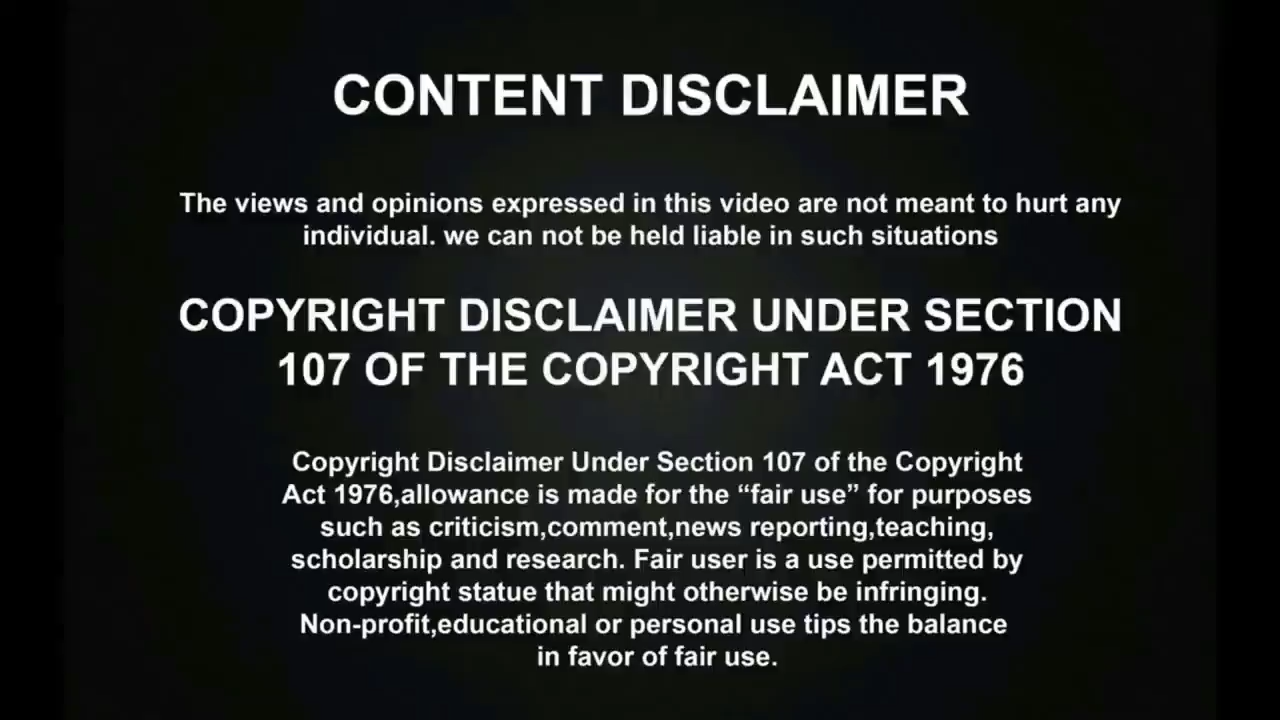 CONTENT DISCLAIMER
The views and opinions expressed in this video are not meant to hurt any
individual. we can not be held liable in such situations
COPYRIGHT DISCLAIMER UNDER SECTION
107 OF THE COPYRIGHT ACT 1976
Copyright Disclaimer Under Section 107 of the Copyright
Act 1976,allowance is made for the “fair use” for purposes
such as criticism,comment,news reporting,teaching,
scholarship and research. Fair user is a use permitted by
copyright statue that might otherwise be infringing.
Non-profit,educational or personal use tips the balance
in favor of fair use.